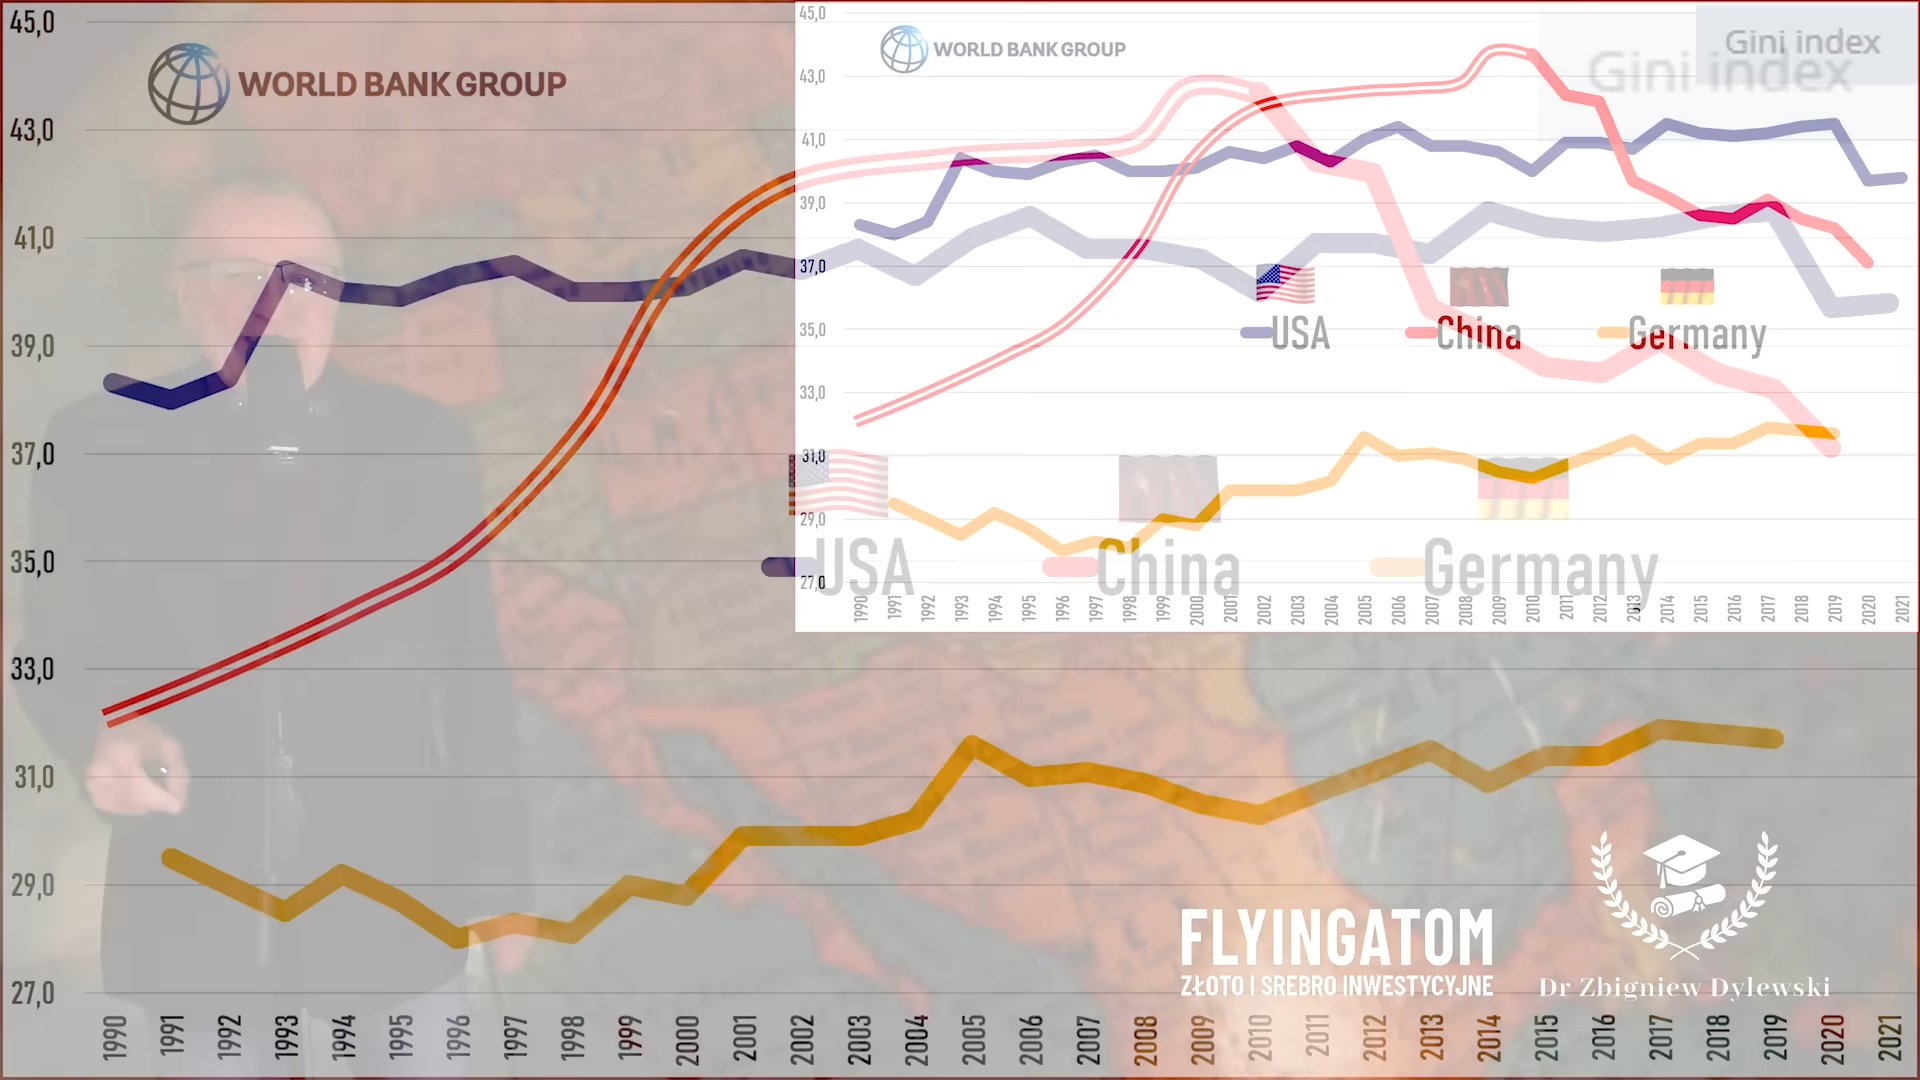 45,0
43,0
41,0
39,0
37,0
35,0
33,0
31,0
29,0
27,0
WORLD BANK GROUP
1990 1991 1992 1993 1994 1995 1996 1997 1998 1999 2000 2001 2002 2003 2004 2005 2006 2007 2008 2009 2010 2011 2012 2013 2014 2015 2016 2017 2018 2019 2020 2021
45,0
43,0
41,0
39,0
37,0
35,0
33,0
31,0
29,0
27,0
WORLD BANK GROUP
Gini index
Gini index
USA China Germany
USA China Germany
1990 1991 1992 1993 1994 1995 1996 1997 1998 1999 2000 2001 2002 2003 2004 2005 2006 2007 2008 2009 2010 2011 2012 2013 2014 2015 2016 2017 2018 2019 2020 2021
FLYINGATOM
ZŁOTO I SREBRO INWESTYCYJNE
Dr Zbigniew Dylewski